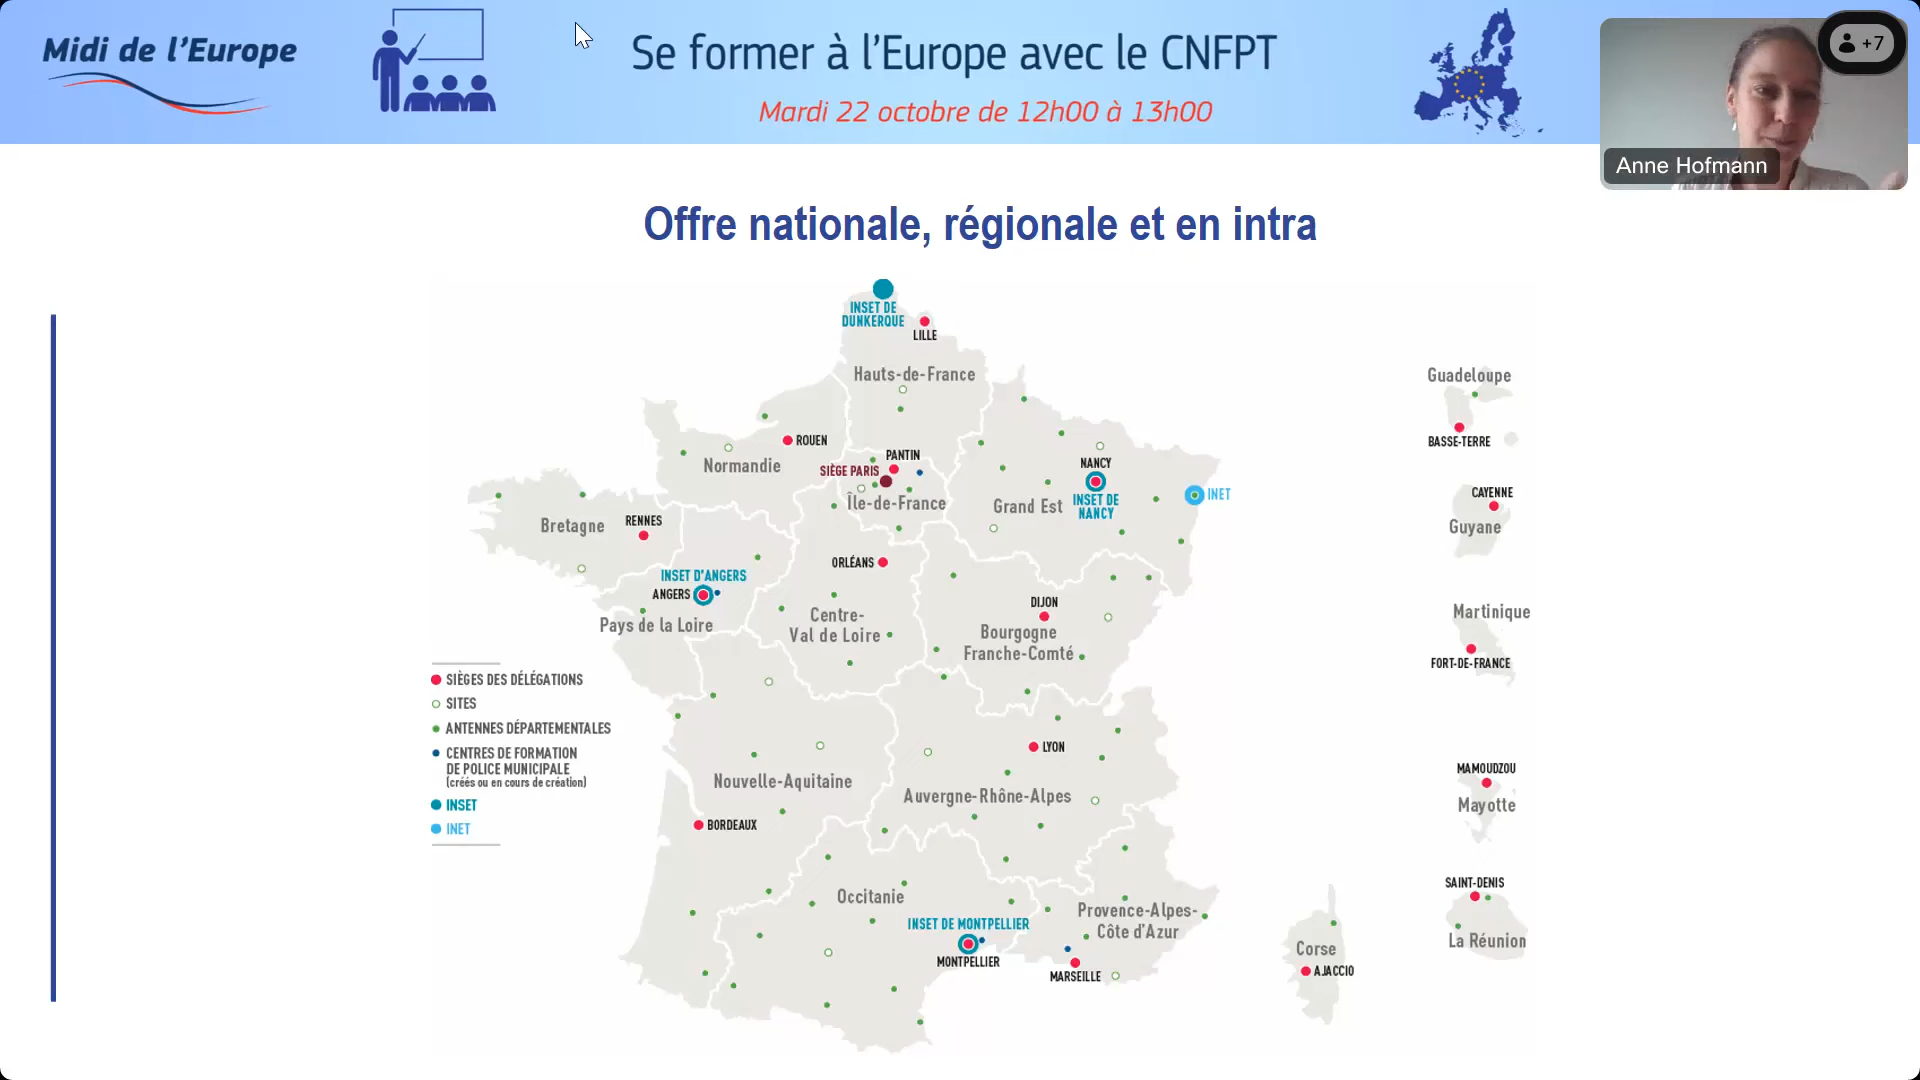 Midi de l'Europe
Se former à l'Europe avec le CNFPT
Mardi 22 octobre de 12h00 à 13h00
+7
Anne Hofmann
Offre nationale, régionale et en intra
INSET DE
DUNKERQUE
LILLE
Hauts-de-France
ROUEN
Normandie
PANTIN
SIÈGE PARIS
Île-de-France
NANCY
INSET DE
NANCY
Grand Est
INET
Bretagne
RENNES
ORLÉANS
INSET D'ANGERS
ANGERS
Pays de la Loire
Centre-
Val de Loire
DIJON
Bourgogne
Franche-Comté
SIÈGES DES DÉLÉGATIONS
SITES
ANTENNES DÉPARTEMENTALES
CENTRES DE FORMATION
DE POLICE MUNICIPALE
(créés ou en cours de création)
INSET
INET
LYON
Nouvelle-Aquitaine
Auvergne-Rhône-Alpes
BORDEAUX
Occitanie
INSET DE MONTPELLIER
MONTPELLIER
Provence-Alpes-
Côte d'Azur
MARSEILLE
Corse
AJACCIO
Guadeloupe
BASSE-TERRE
CAYENNE
Guyane
Martinique
FORT-DE-FRANCE
MAMOUDZOU
Mayotte
SAINT-DENIS
La Réunion